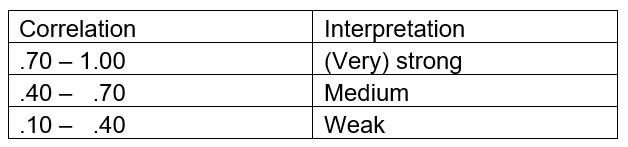 Correlation Interpretation
.70 – 1.00 (Very) strong
.40 – .70 Medium
.10 – .40 Weak